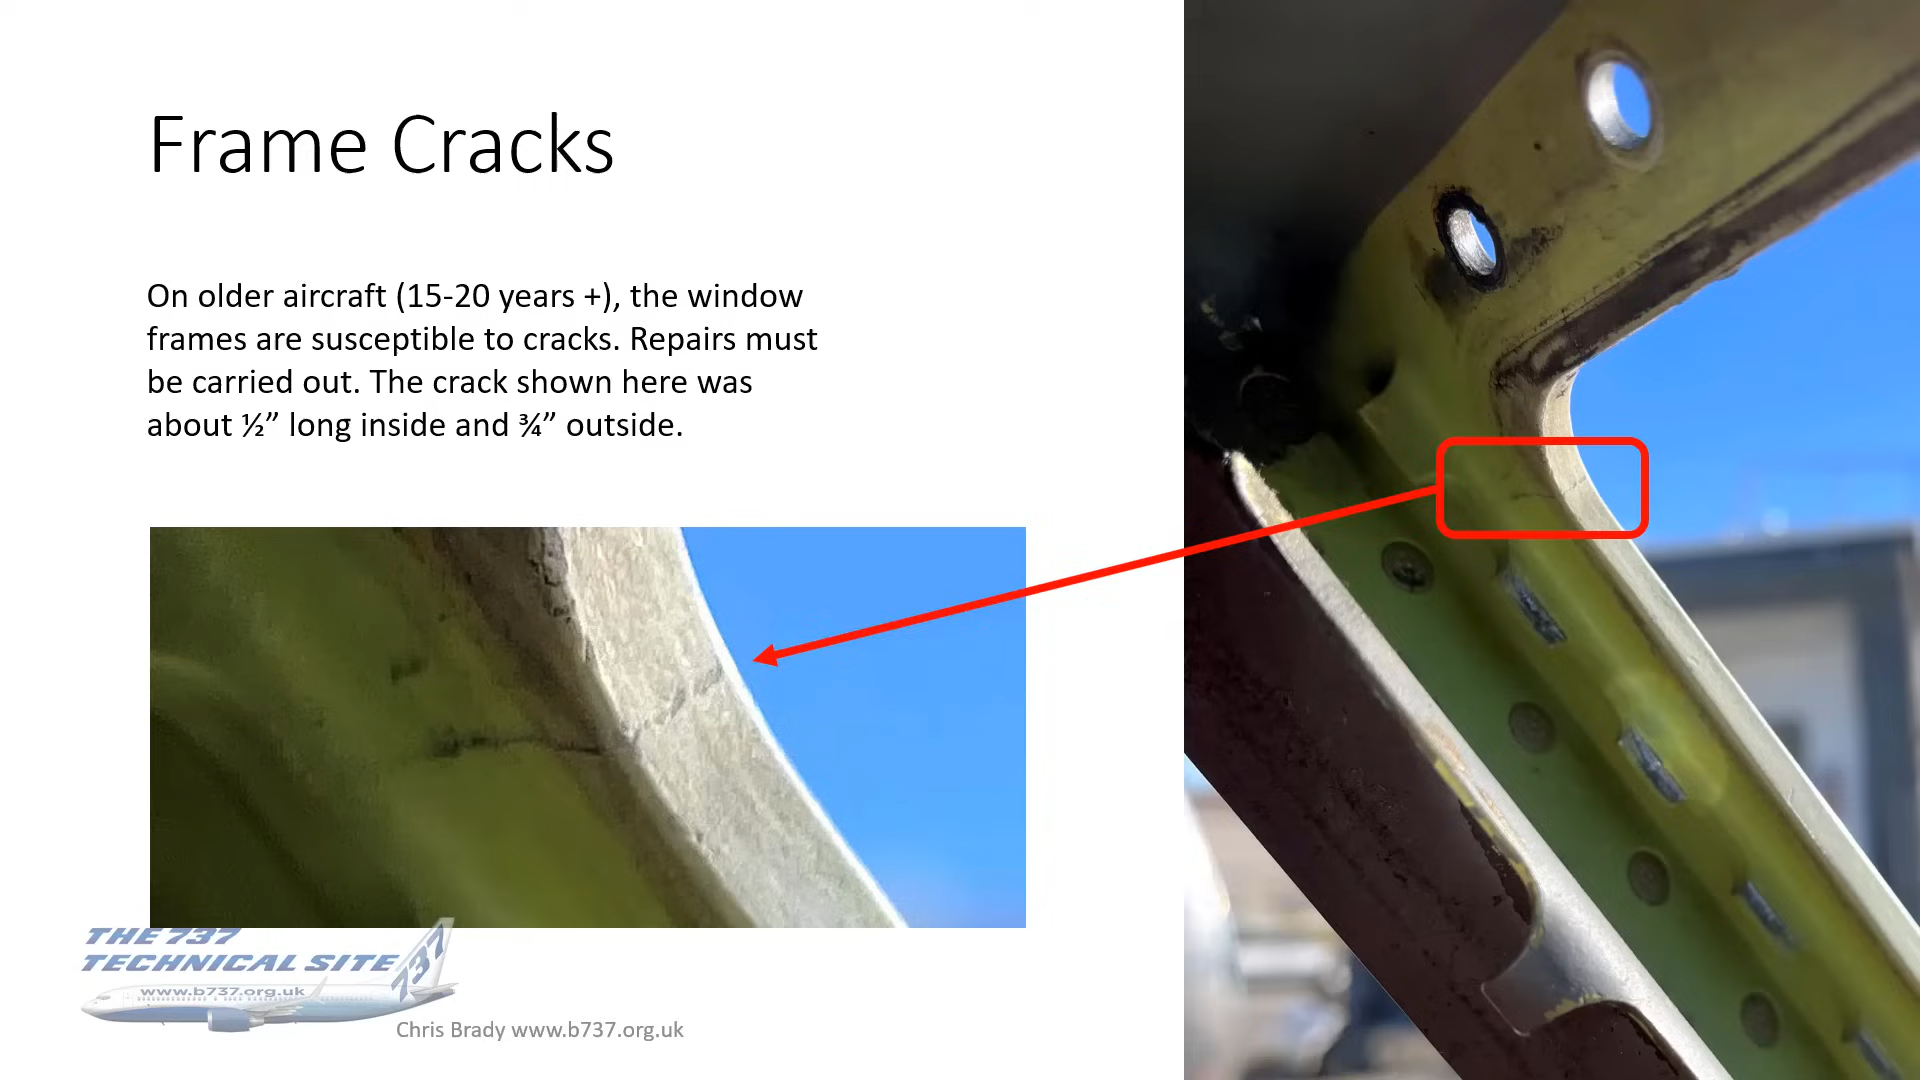 Frame Cracks
On older aircraft (15-20 years +), the window
frames are susceptible to cracks. Repairs must
be carried out. The crack shown here was
about ½” long inside and ¾” outside.
THE 737
TECHNICAL SITE
737
www.b737.org.uk
Chris Brady www.b737.org.uk